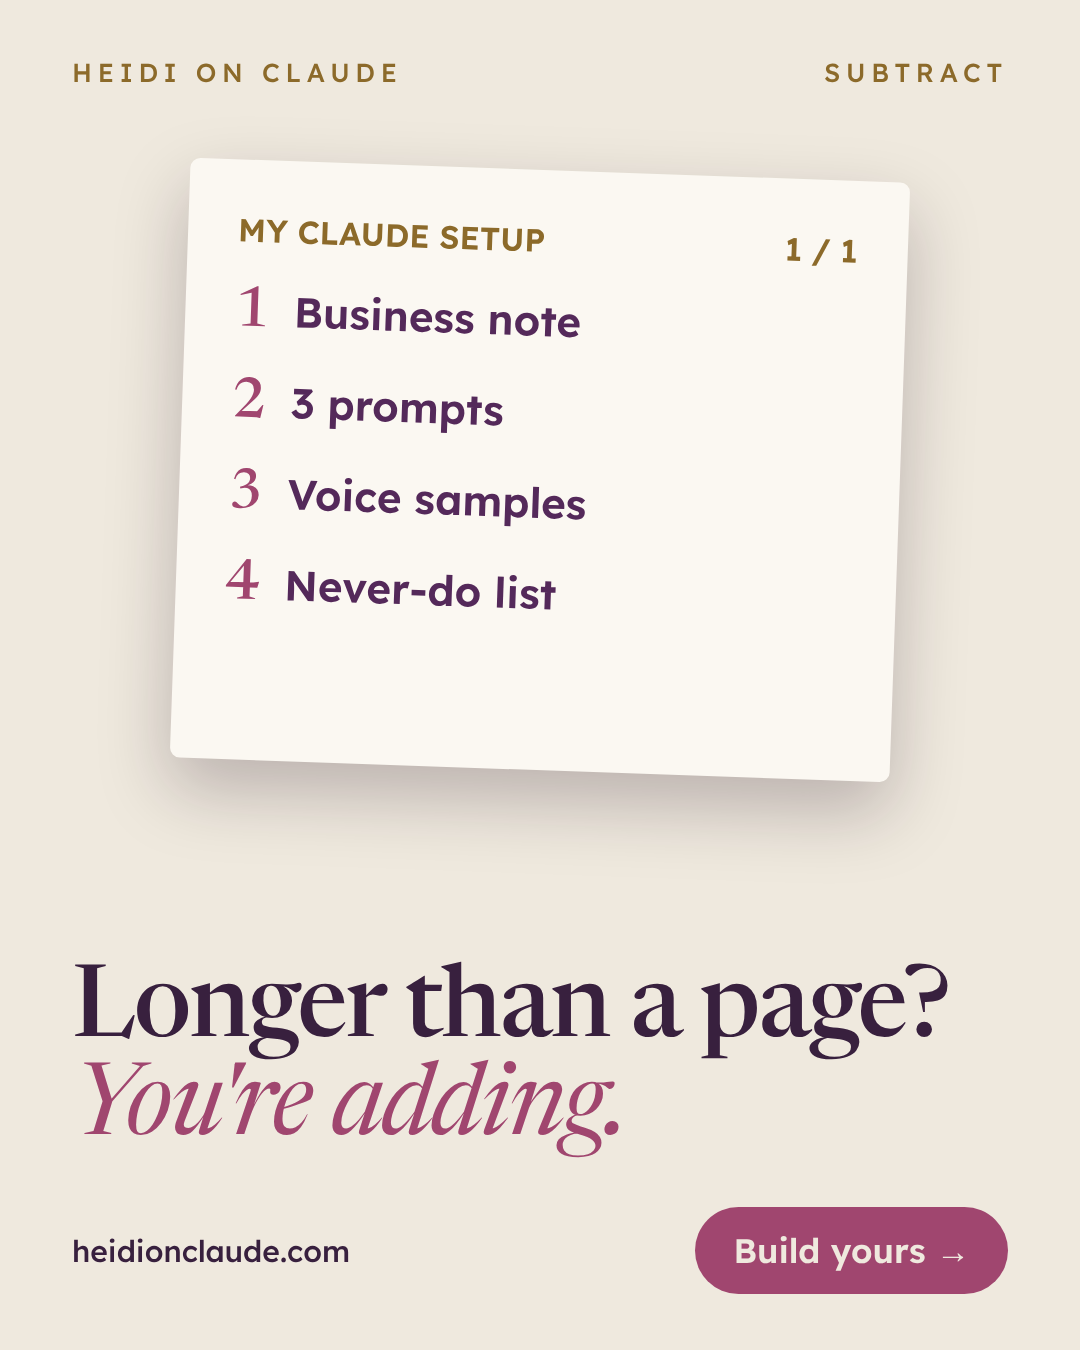 HEIDI ON CLAUDE
SUBTRACT
MY CLAUDE SETUP
1 / 1
1 Business note
2 3 prompts
3 Voice samples
4 Never-do list
Longer than a page?
You're adding.
heidionclaude.com
Build yours →